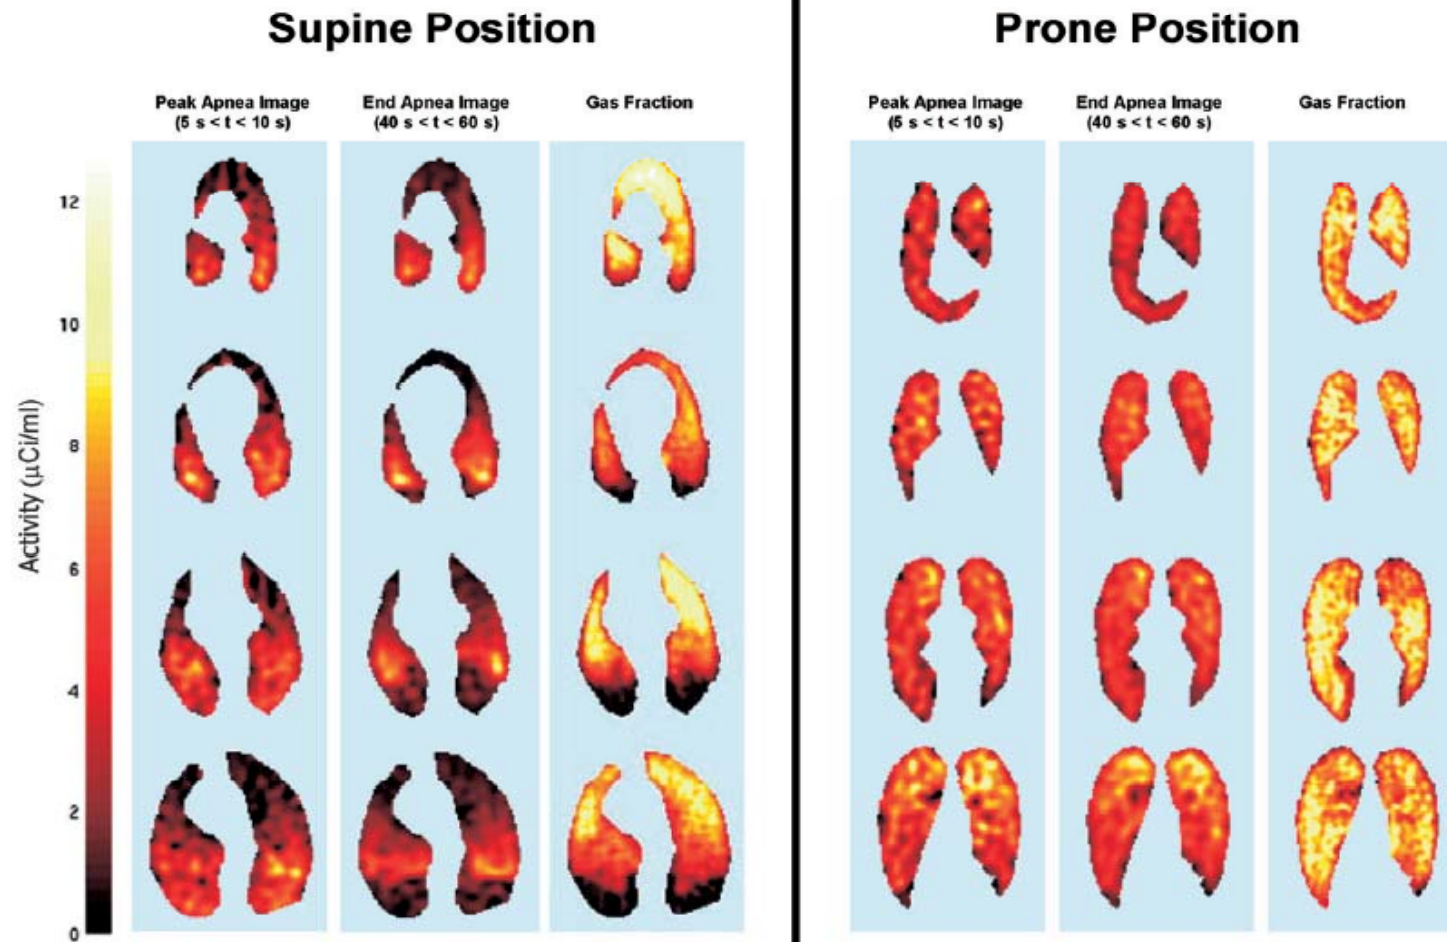 Supine Position
Prone Position
Peak Apnea Image
(5 s < t < 10 s)
End Apnea Image
(40 s < t < 60 s)
Gas Fraction
Peak Apnea Image
(5 s < t < 10 s)
End Apnea Image
(40 s < t < 60 s)
Gas Fraction
Activity (μCi/ml)
12
10
8
6
4
2
0